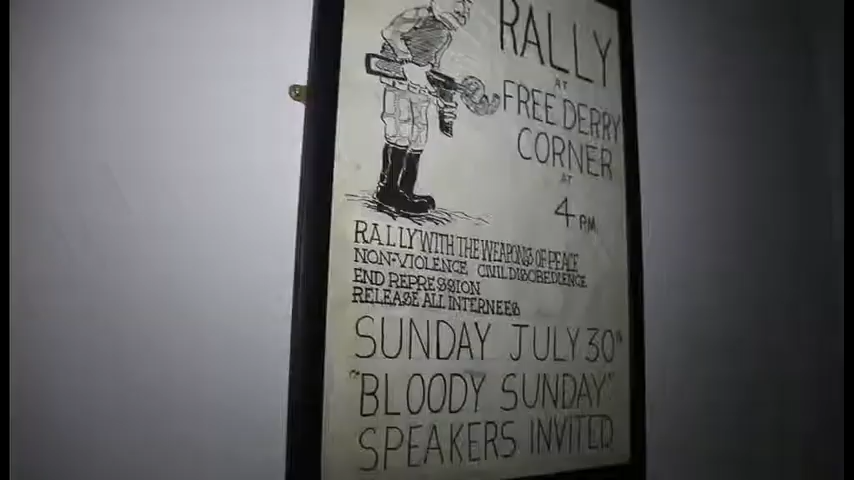 RALLY
AT
FREE DERRY
CORNER
AT
4 PM
RALLY WITH THE WEAPONS OF PEACE
NON-VIOLENCE CIVIL DISOBEDIENCE
END REPRESSION
RELEASE ALL INTERNEES
SUNDAY JULY 30TH
"BLOODY SUNDAY"
SPEAKERS INVITED